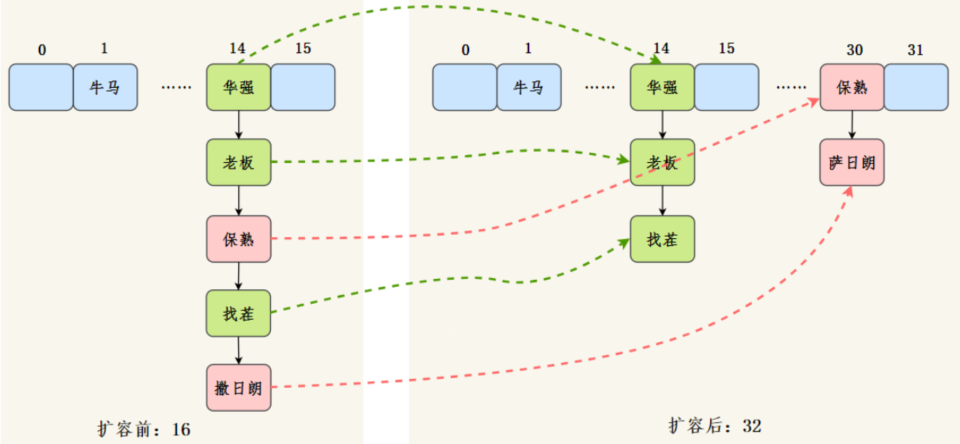 0 1 14 15
牛马 …… 华强
老板
保熟
找茬
撒日朗
扩容前：16
0 1 14 15 30 31
牛马 …… 华强 …… 保熟
老板 萨日朗
找茬
扩容后：32